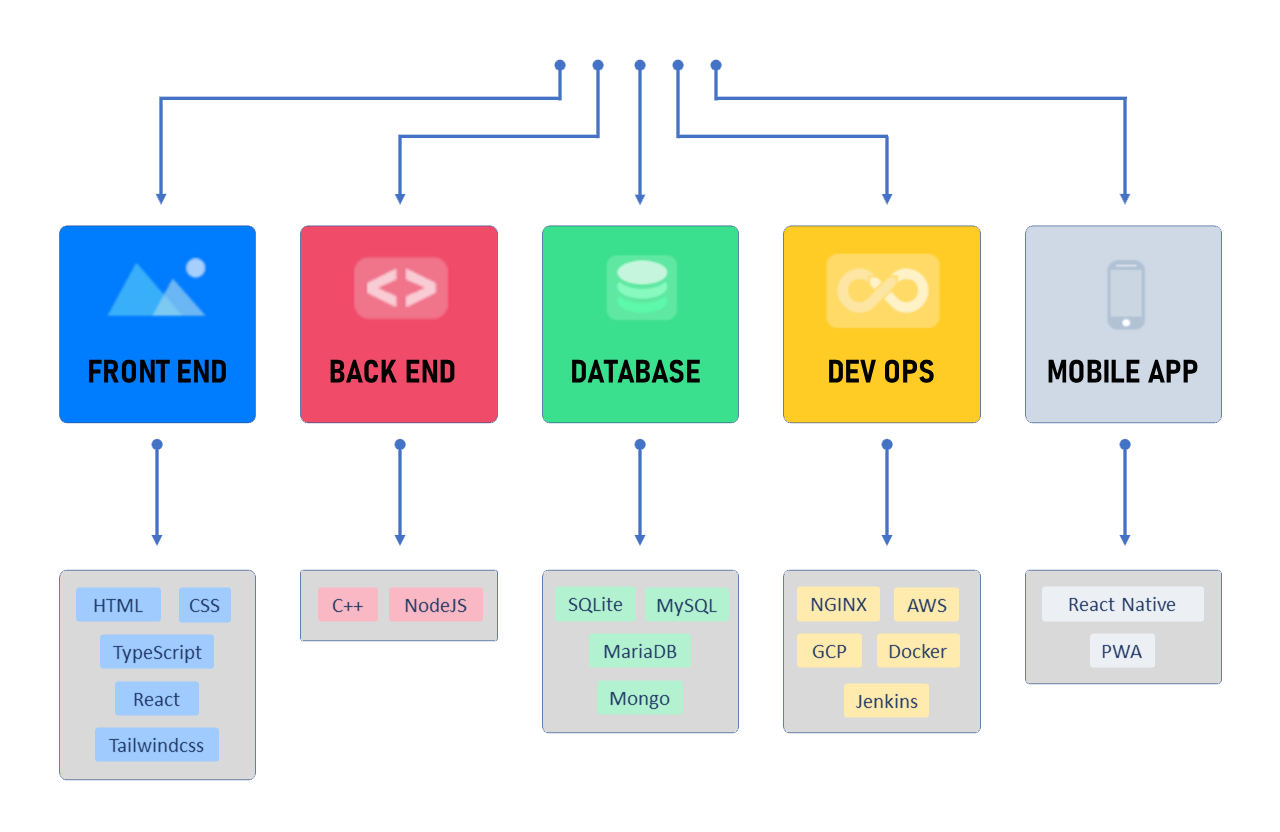 FRONT END
BACK END
DATABASE
DEV OPS
MOBILE APP
HTML CSS
TypeScript
React
Tailwindcss
C++ NodeJS
SQLite MySQL
MariaDB
Mongo
NGINX AWS
GCP Docker
Jenkins
React Native
PWA